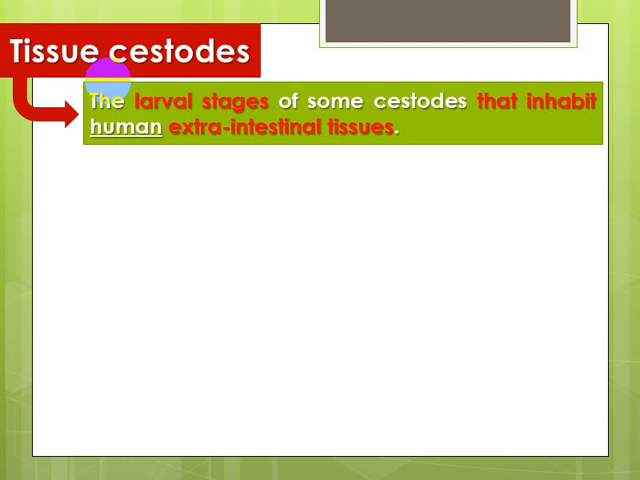 Tissue cestodes
The larval stages of some cestodes that inhabit
human extra-intestinal tissues.